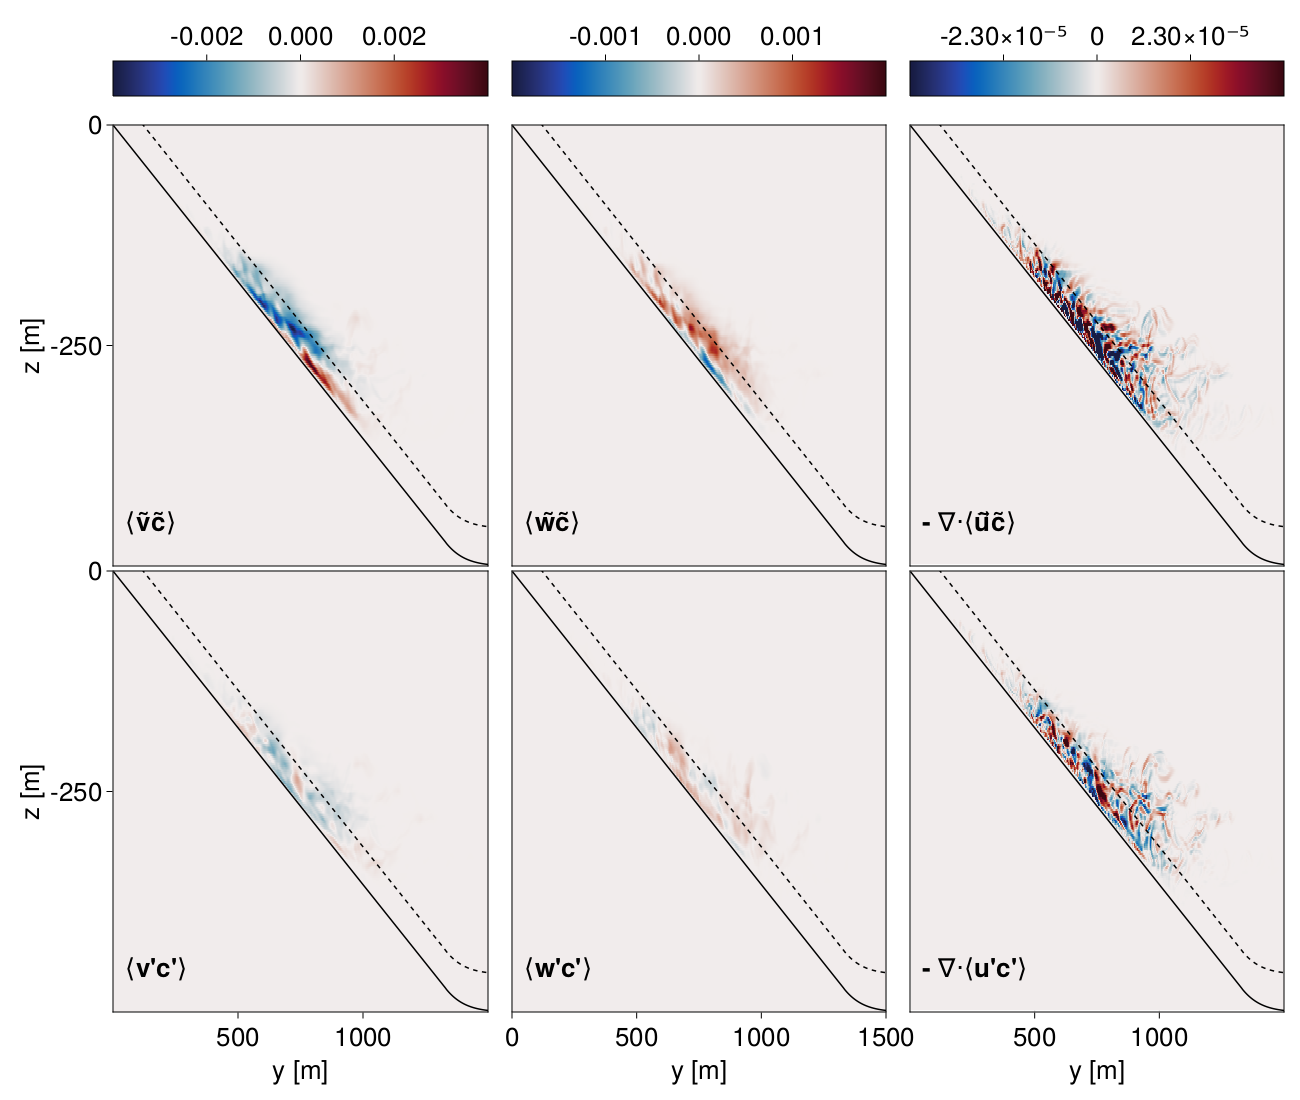 -0.002 0.000 0.002
-0.001 0.000 0.001
-2.30×10⁻⁵ 0 2.30×10⁻⁵
0
-250
z [m]
⟨ṽc̃⟩
⟨w̃c̃⟩
- ∇·⟨ũc̃⟩
0
-250
z [m]
⟨v'c'⟩
⟨w'c'⟩
- ∇·⟨u'c'⟩
500 1000
0 500 1000 1500
500 1000
y [m]
y [m]
y [m]